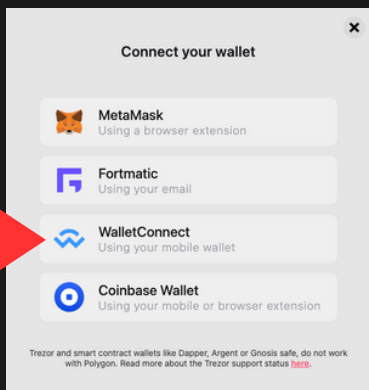 Connect your wallet
MetaMask
Using a browser extension
Fortmatic
Using your email
WalletConnect
Using your mobile wallet
Coinbase Wallet
Using your mobile or browser extension
Trezor and smart contract wallets like Dapper, Argent or Gnosis safe, do not work
with Polygon. Read more about the Trezor support status here.